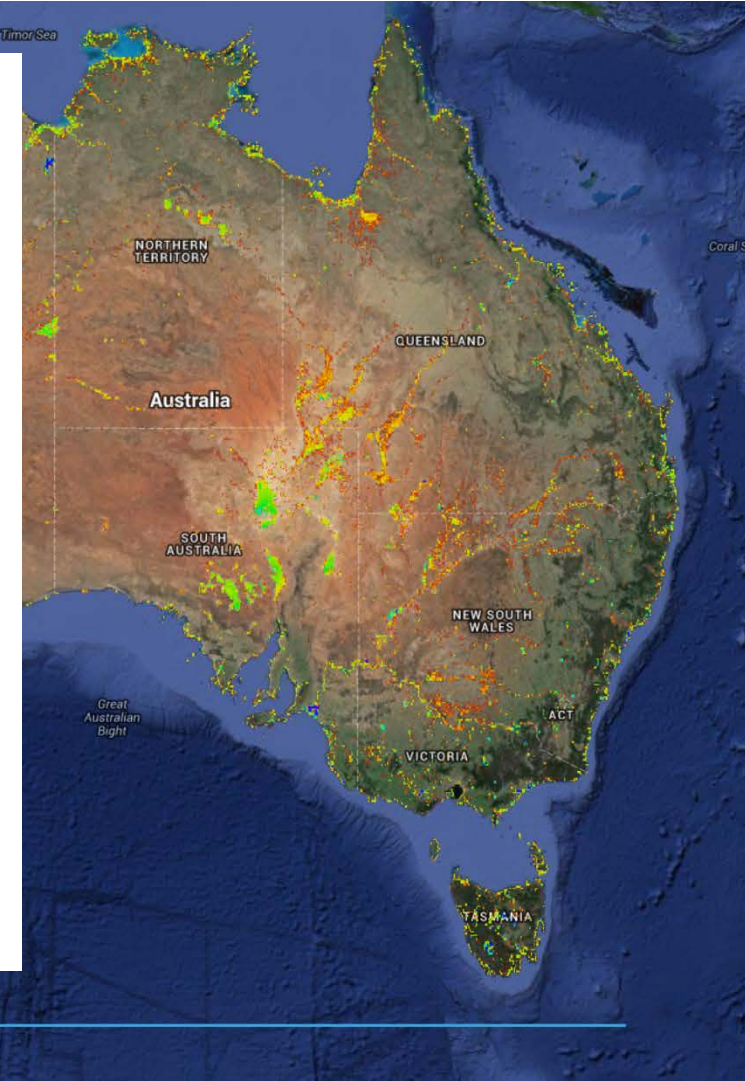 Timor Sea
NORTHERN
TERRITORY
Coral S
QUEENSLAND
Australia
SOUTH
AUSTRALIA
NEW SOUTH
WALES
Great
Australian
Bight
ACT
VICTORIA
TASMANIA